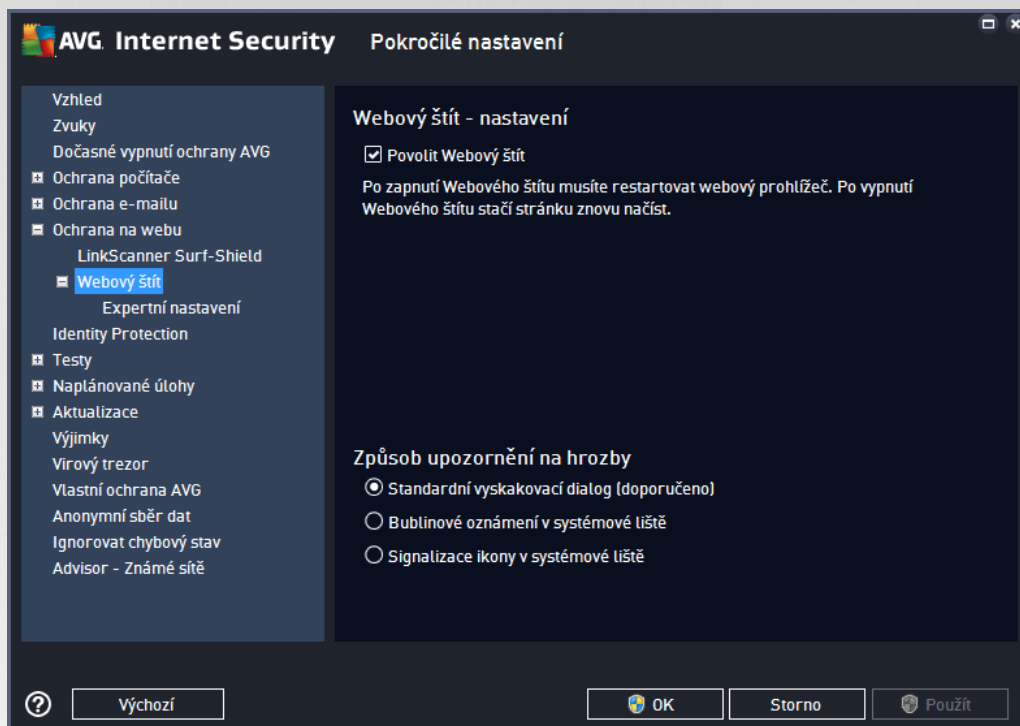 AVG. Internet Security Pokročilé nastavení
Vzhled
Zvuky
Dočasné vypnutí ochrany AVG
Ochrana počítače
Ochrana e-mailu
Ochrana na webu
LinkScanner Surf-Shield
Webový štít
Expertní nastavení
Identity Protection
Testy
Naplánované úlohy
Aktualizace
Výjimky
Virový trezor
Vlastní ochrana AVG
Anonymní sběr dat
Ignorovat chybový stav
Advisor - Známé sítě
Webový štít - nastavení
Povolit Webový štít
Po zapnutí Webového štítu musíte restartovat webový prohlížeč. Po vypnutí
Webového štítu stačí stránku znovu načíst.
Způsob upozornění na hrozby
Standardní vyskakovací dialog (doporučeno)
Bublinové oznámení v systémové liště
Signalizace ikony v systémové liště
? Výchozí OK Storno Použít